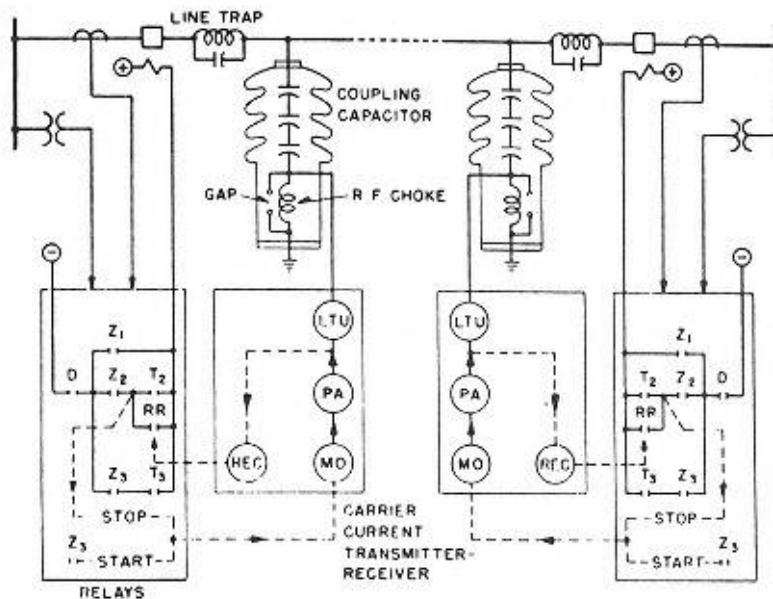 LINE TRAP
COUPLING
CAPACITOR
GAP
R F CHOKE
LTU
LTU
Z1
Z1
D
Z2
T2
PA
PA
T2
Z2
D
RR
RR
REC
MO
MO
REC
Z3
T3
T3
Z3
STOP
STOP
CARRIER
CURRENT
TRANSMITTER-
RECEIVER
Z3
START
START
Z3
RELAYS